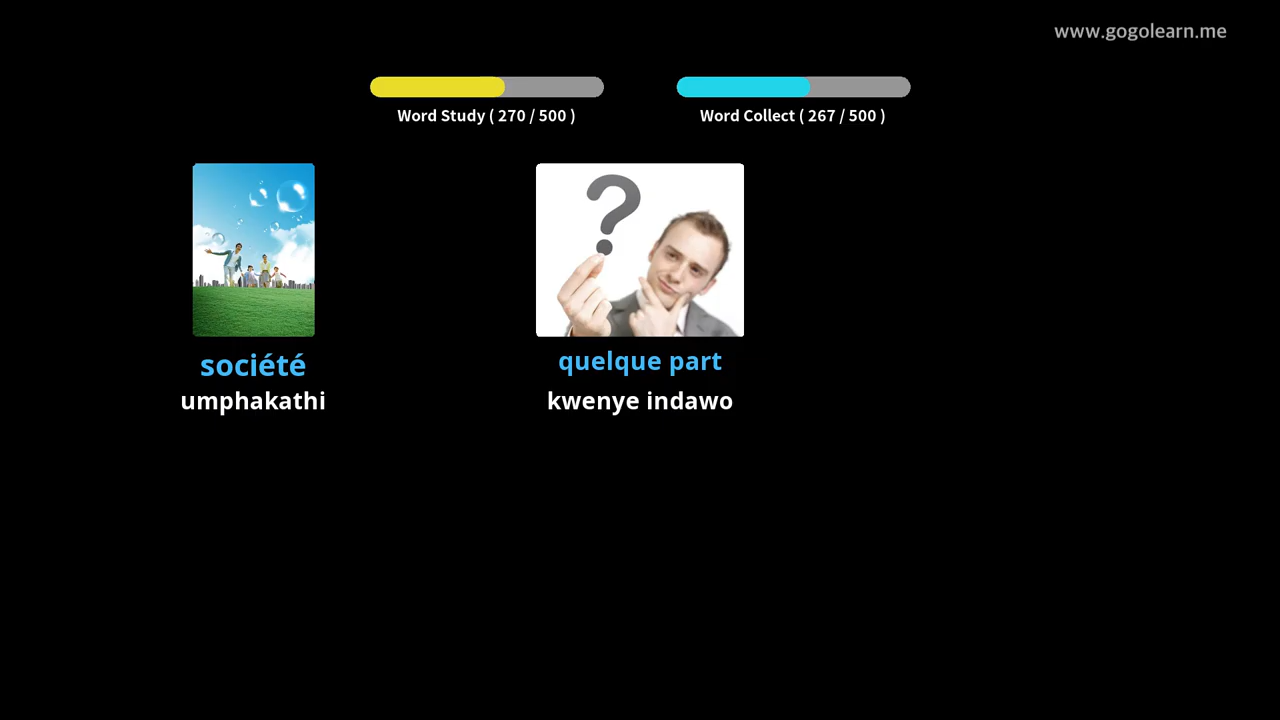 www.gogolearn.me
Word Study ( 270 / 500 )
Word Collect ( 267 / 500 )
société
umphakathi
quelque part
kwenye indawo